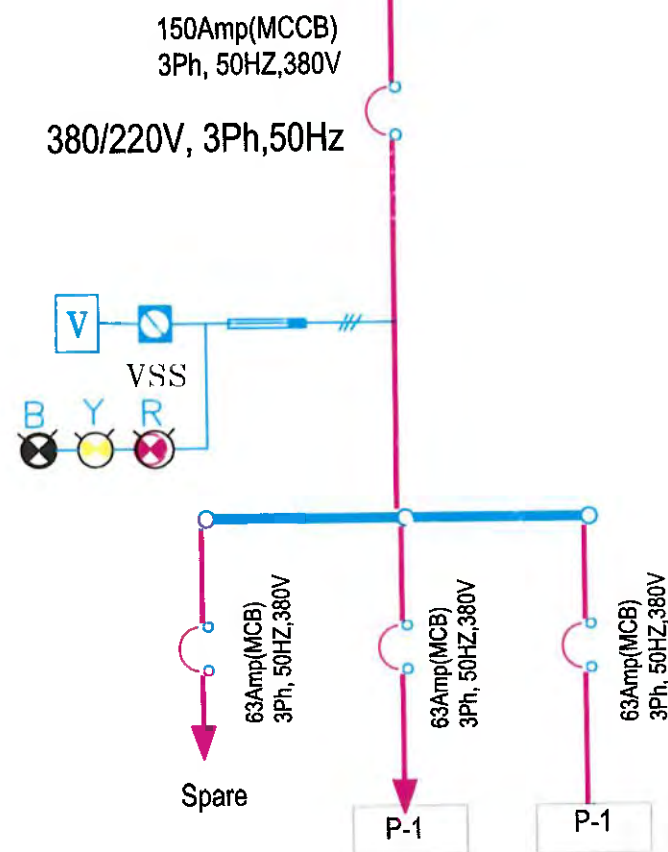 150Amp(MCCB)
3Ph, 50HZ,380V
380/220V, 3Ph,50Hz
V
VSS
B Y R
63Amp(MCB)
3Ph, 50HZ,380V
63Amp(MCB)
3Ph, 50HZ,380V
63Amp(MCB)
3Ph, 50HZ,380V
Spare
P-1
P-1